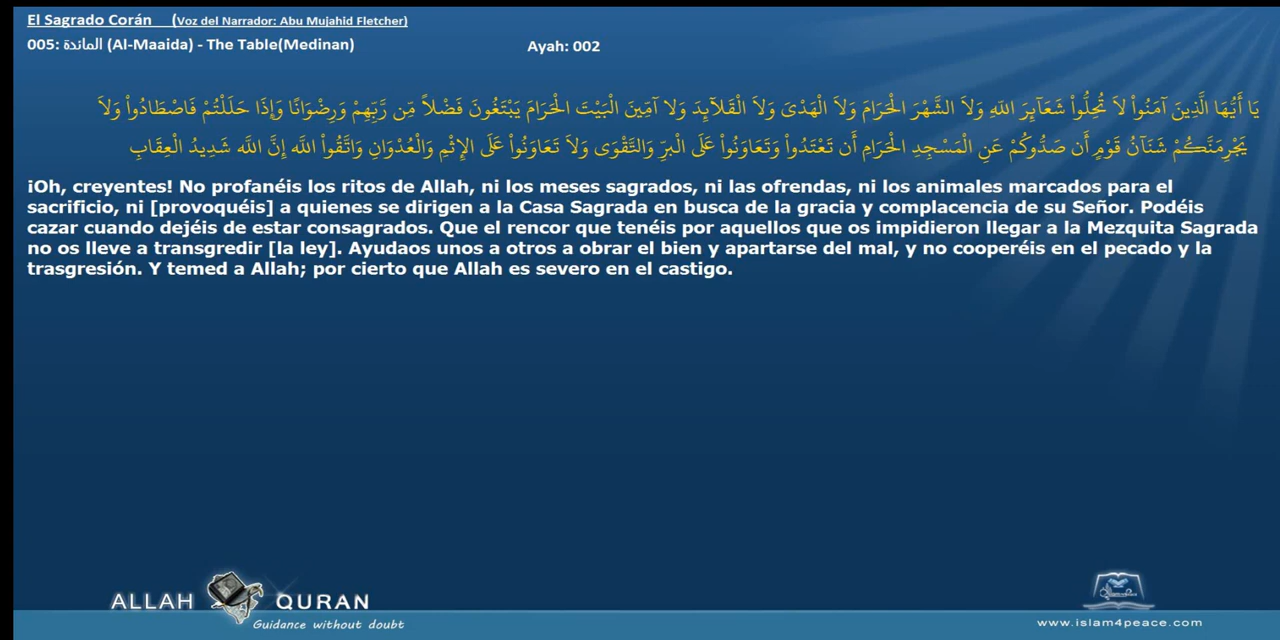 El Sagrado Corán (Voz del Narrador: Abu Mujahid Fletcher)
005: المائدة (Al-Maaida) - The Table(Medinan)
Ayah: 002
يَا أَيُّهَا الَّذِينَ آمَنُواْ لاَ تُحِلُّواْ شَعَآئِرَ اللّهِ وَلاَ الشَّهْرَ الْحَرَامَ وَلاَ الْهَدْىَ وَلاَ الْقَلآئِدَ وَلا آمِّينَ الْبَيْتَ الْحَرَامَ يَبْتَغُونَ فَضْلاً مِّن رَّبِّهِمْ وَرِضْوَانًا وَإِذَا حَلَلْتُمْ فَاصْطَادُواْ وَلاَ
يَجْرِمَنَّكُمْ شَنَآنُ قَوْمٍ أَن صَدُّوكُمْ عَنِ الْمَسْجِدِ الْحَرَامِ أَن تَعْتَدُواْ وَتَعَاوَنُواْ عَلَى الْبرِّ وَالتَّقْوَى وَلاَ تَعَاوَنُواْ عَلَى الإِثْمِ وَالْعُدْوَانِ وَاتَّقُواْ اللّهَ إِنَّ اللّهَ شَدِيدُ الْعِقَابِ
¡Oh, creyentes! No profanéis los ritos de Allah, ni los meses sagrados, ni las ofrendas, ni los animales marcados para el
sacrificio, ni [provoquéis] a quienes se dirigen a la Casa Sagrada en busca de la gracia y complacencia de su Señor. Podéis
cazar cuando dejéis de estar consagrados. Que el rencor que tenéis por aquellos que os impidieron llegar a la Mezquita Sagrada
no os lleve a transgredir [la ley]. Ayudaos unos a otros a obrar el bien y apartarse del mal, y no cooperéis en el pecado y la
trasgresión. Y temed a Allah; por cierto que Allah es severo en el castigo.
ALLAH QURAN
Guidance without doubt
www.islam4peace.com